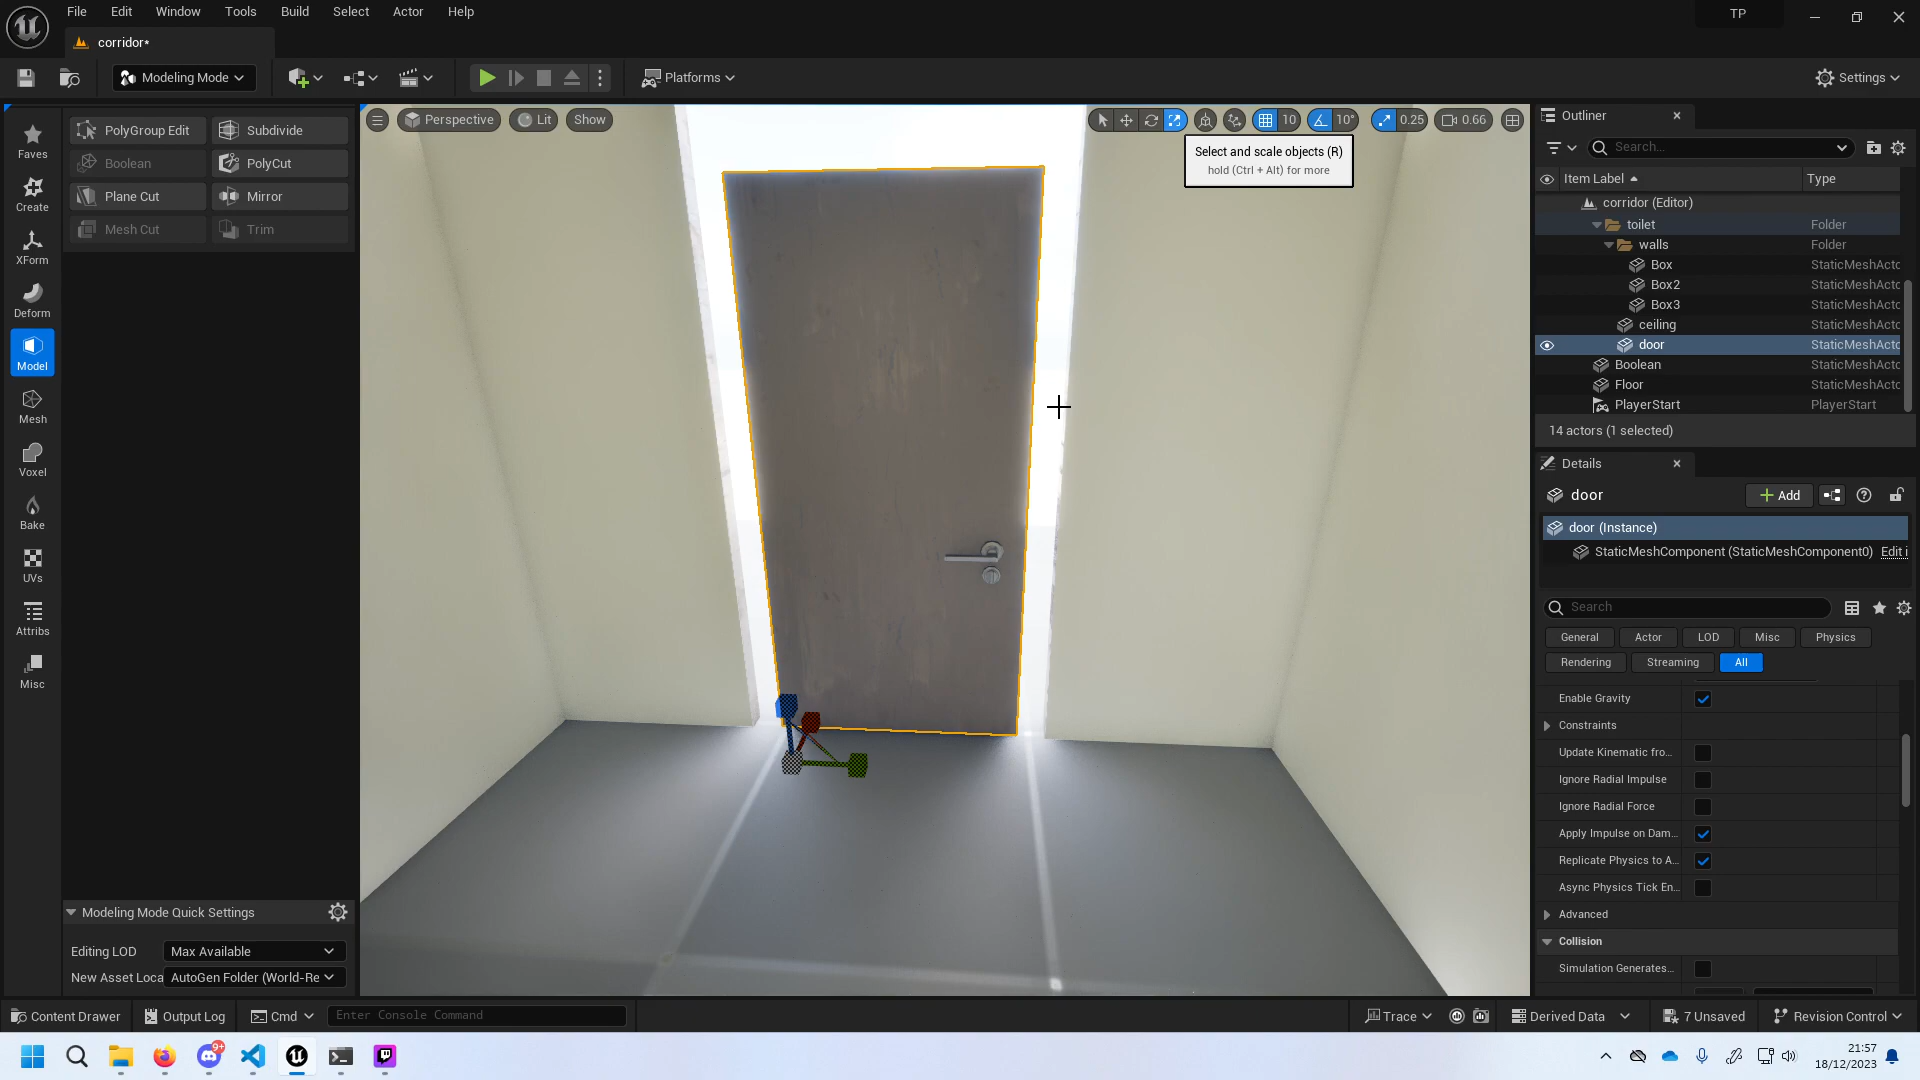 File Edit Window Tools Build Select Actor Help
TP
corridor*
Modeling Mode
Platforms
Settings
Faves
Create
XForm
Deform
Model
Mesh
Voxel
Bake
UVs
Attribs
Misc
PolyGroup Edit Subdivide
Boolean PolyCut
Plane Cut Mirror
Mesh Cut Trim
Modeling Mode Quick Settings
Editing LOD Max Available
New Asset Loca AutoGen Folder (World-Re
Perspective Lit Show
10 10° 0.25 0.66
Select and scale objects (R)
hold (Ctrl + Alt) for more
Outliner
Search...
Item Label Type
corridor (Editor)
toilet Folder
walls Folder
Box StaticMeshActo
Box2 StaticMeshActo
Box3 StaticMeshActo
ceiling StaticMeshActo
door StaticMeshActo
Boolean StaticMeshActo
Floor StaticMeshActo
PlayerStart PlayerStart
14 actors (1 selected)
Details
door
Add
door (Instance)
StaticMeshComponent (StaticMeshComponent0) Edit i
Search
General Actor LOD Misc Physics
Rendering Streaming All
Enable Gravity
Constraints
Update Kinematic fro...
Ignore Radial Impulse
Ignore Radial Force
Apply Impulse on Dam...
Replicate Physics to A...
Async Physics Tick En...
Advanced
Collision
Simulation Generates...
Content Drawer Output Log Cmd Enter Console Command
Trace Derived Data 7 Unsaved Revision Control
9+
21:57
18/12/2023